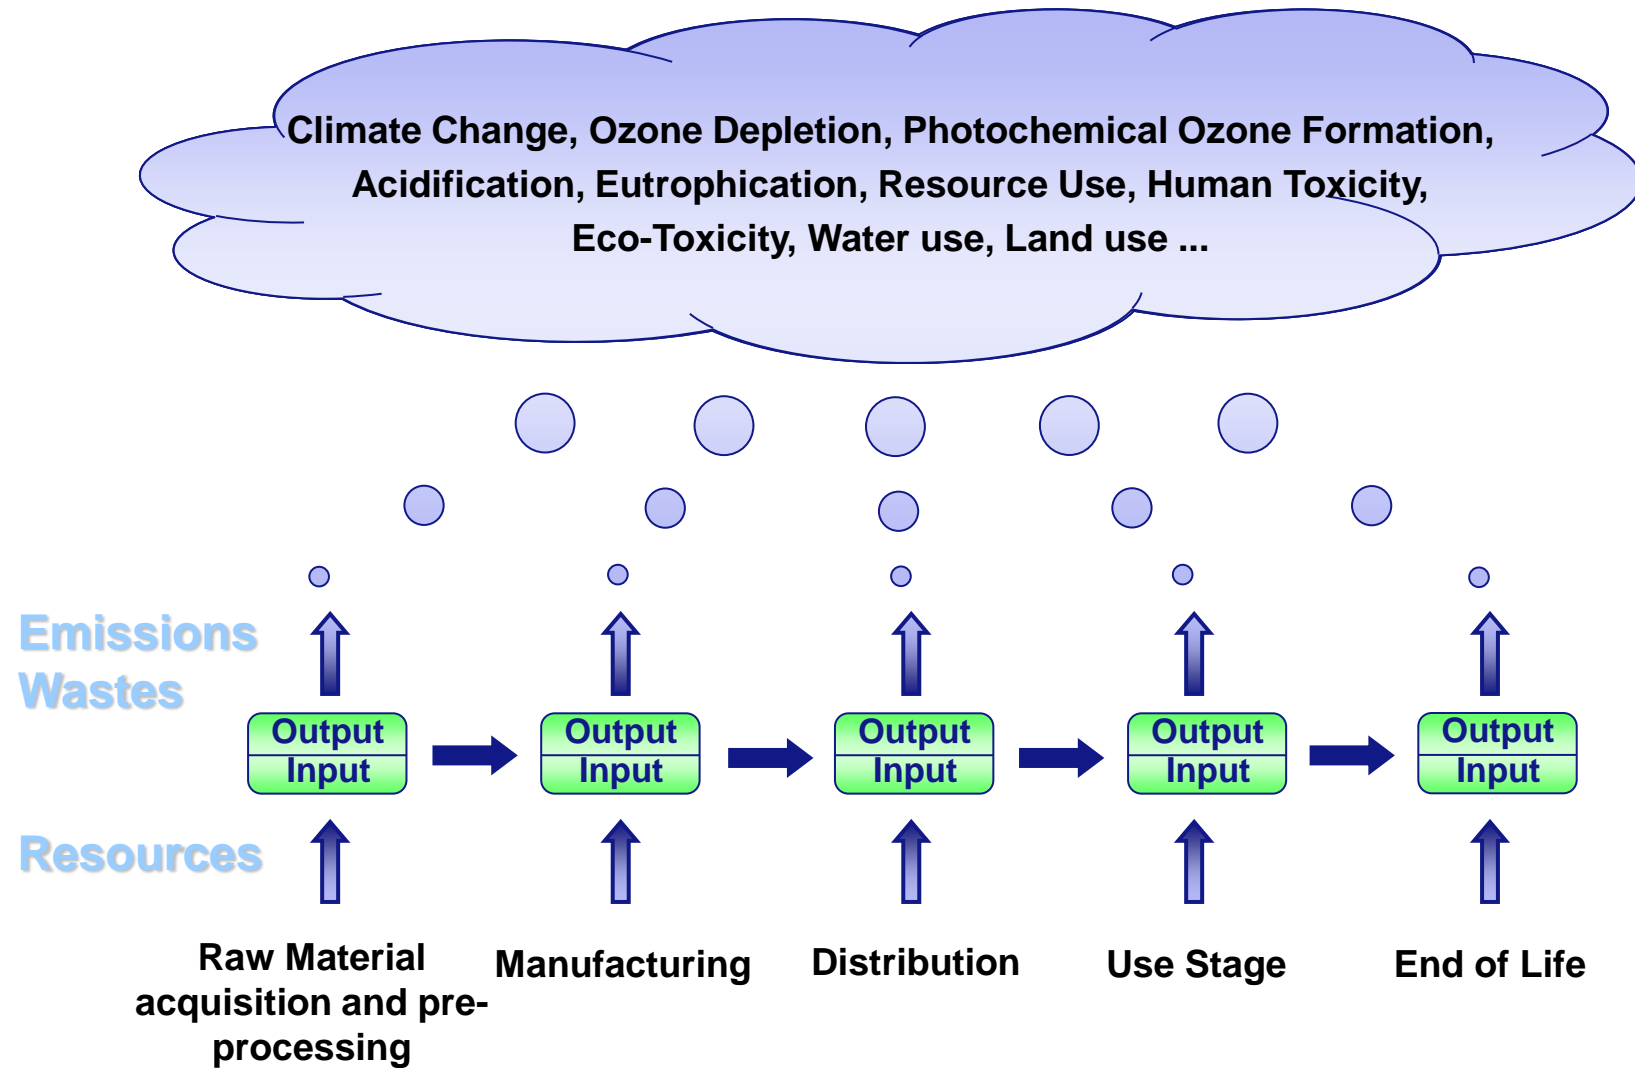 Climate Change, Ozone Depletion, Photochemical Ozone Formation,
Acidification, Eutrophication, Resource Use, Human Toxicity,
Eco-Toxicity, Water use, Land use ...
Emissions
Wastes
Output
Input
Output
Input
Output
Input
Output
Input
Output
Input
Resources
Raw Material
acquisition and pre-
processing
Manufacturing
Distribution
Use Stage
End of Life